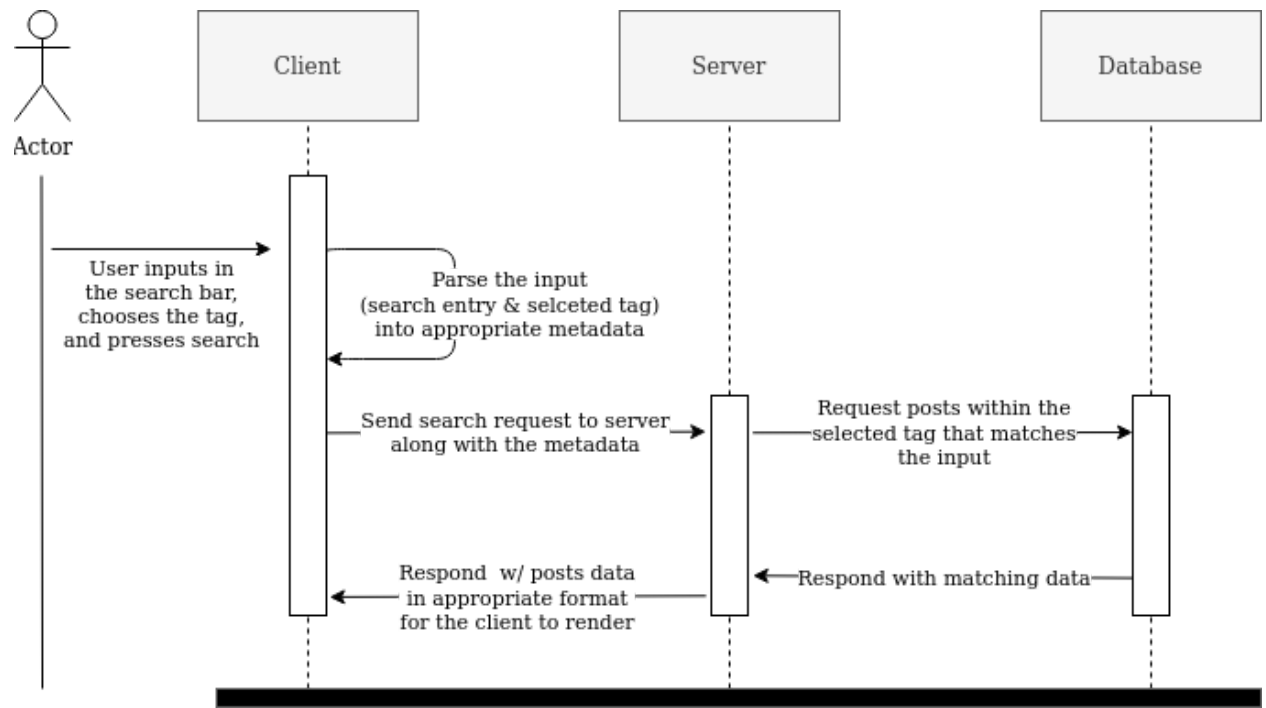 Client
Server
Database
Actor
User inputs in
the search bar,
chooses the tag,
and presses search
Parse the input
(search entry & selceted tag)
into appropriate metadata
Send search request to server
along with the metadata
Request posts within the
selected tag that matches
the input
Respond with matching data
Respond w/ posts data
in appropriate format
for the client to render